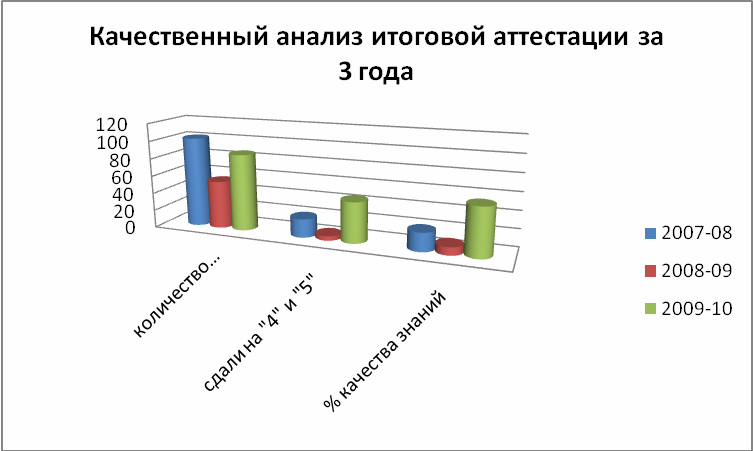 Качественный анализ итоговой аттестации за
3 года
120
100
80
60
40
20
0
количество...
сдали на "4" и "5"
% качества знаний
2007-08
2008-09
2009-10